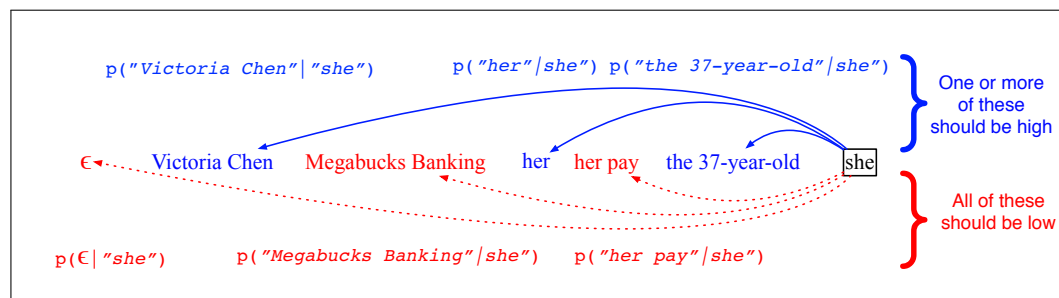 p("Victoria Chen"|"she") p("her"|she") p("the 37-year-old"|she")
One or more
of these
should be high
ϵ Victoria Chen Megabucks Banking her her pay the 37-year-old she
All of these
should be low
p(ϵ|"she") p("Megabucks Banking"|she") p("her pay"|she")